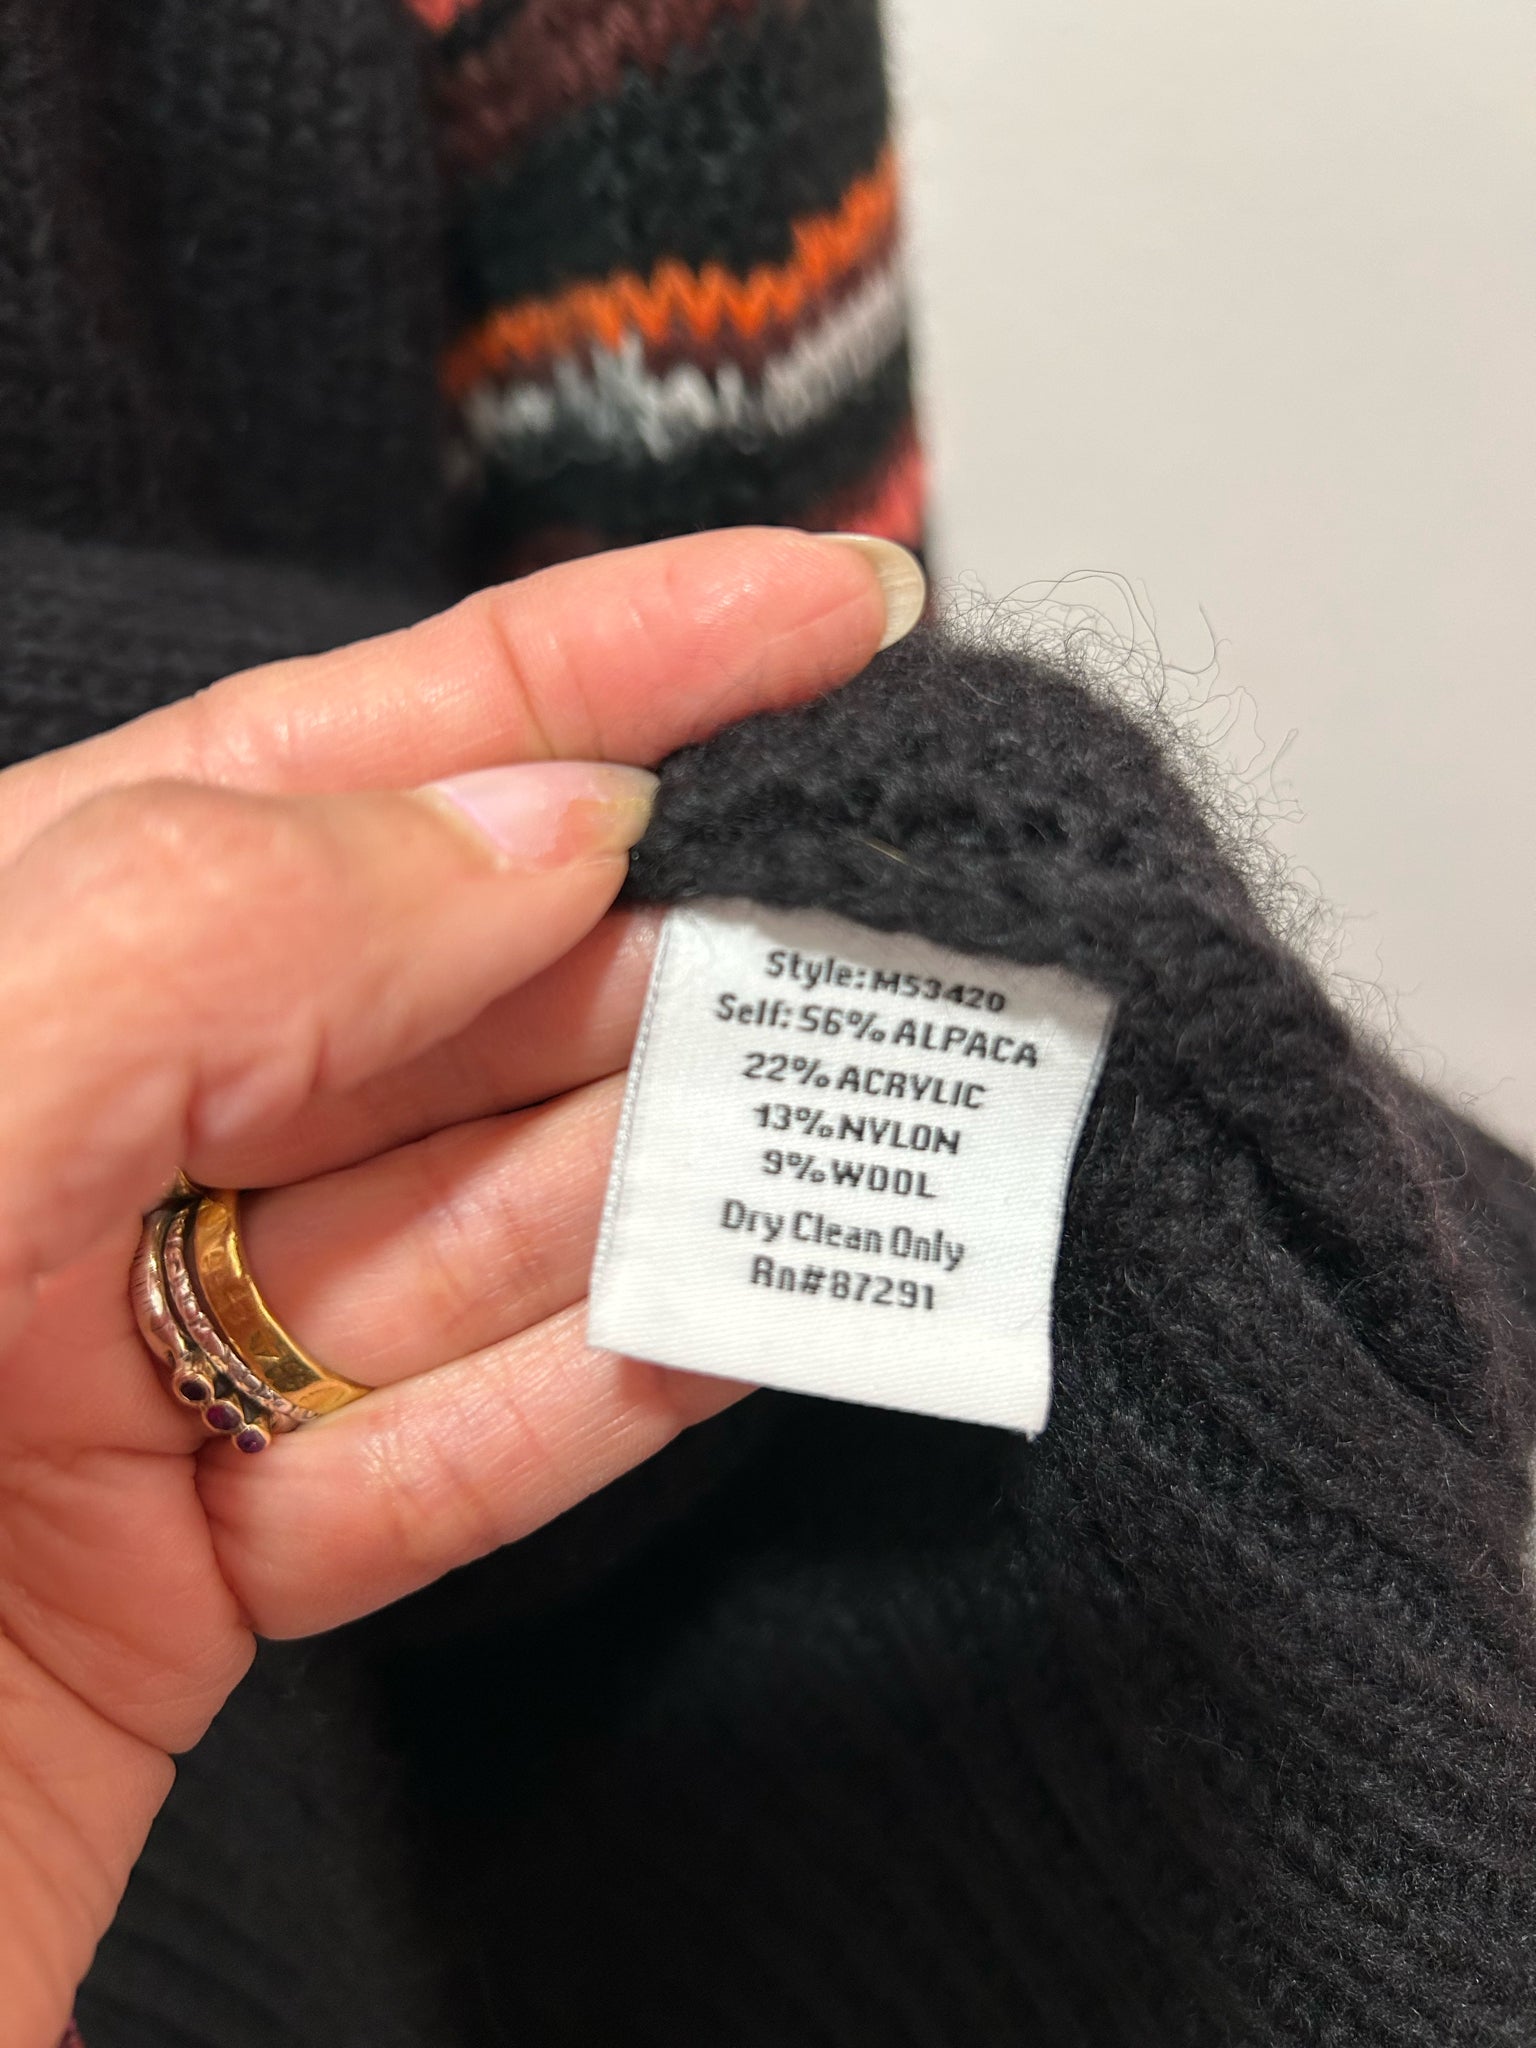 Style: M53420
Self: 56% ALPACA
22% ACRYLIC
13% NYLON
9% WOOL
Dry Clean Only
Rn# 87291